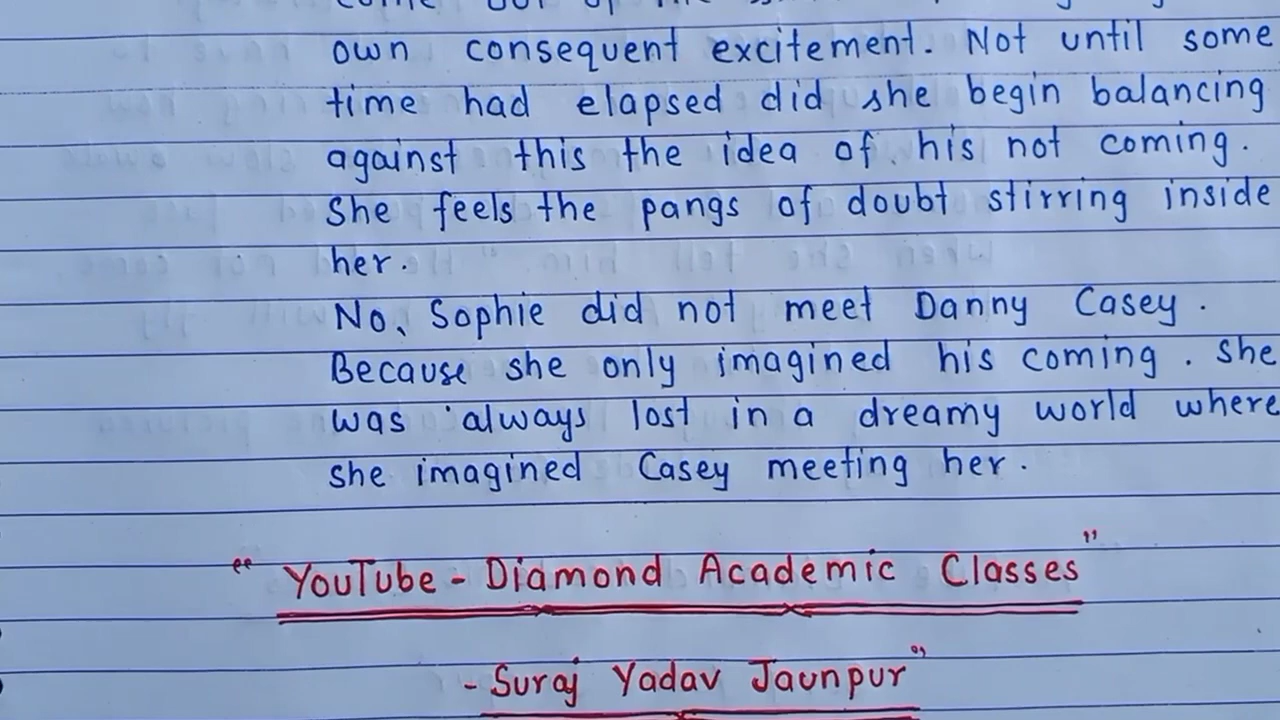 own consequent excitement. Not until some
time had elapsed did she begin balancing
against this the idea of his not coming.
She feels the pangs of doubt stirring inside
her.
No, Sophie did not meet Danny Casey.
Because she only imagined his coming. She
was always lost in a dreamy world where
she imagined Casey meeting her.
“YouTube - Diamond Academic Classes”
- Suraj Yadav Jaunpur”